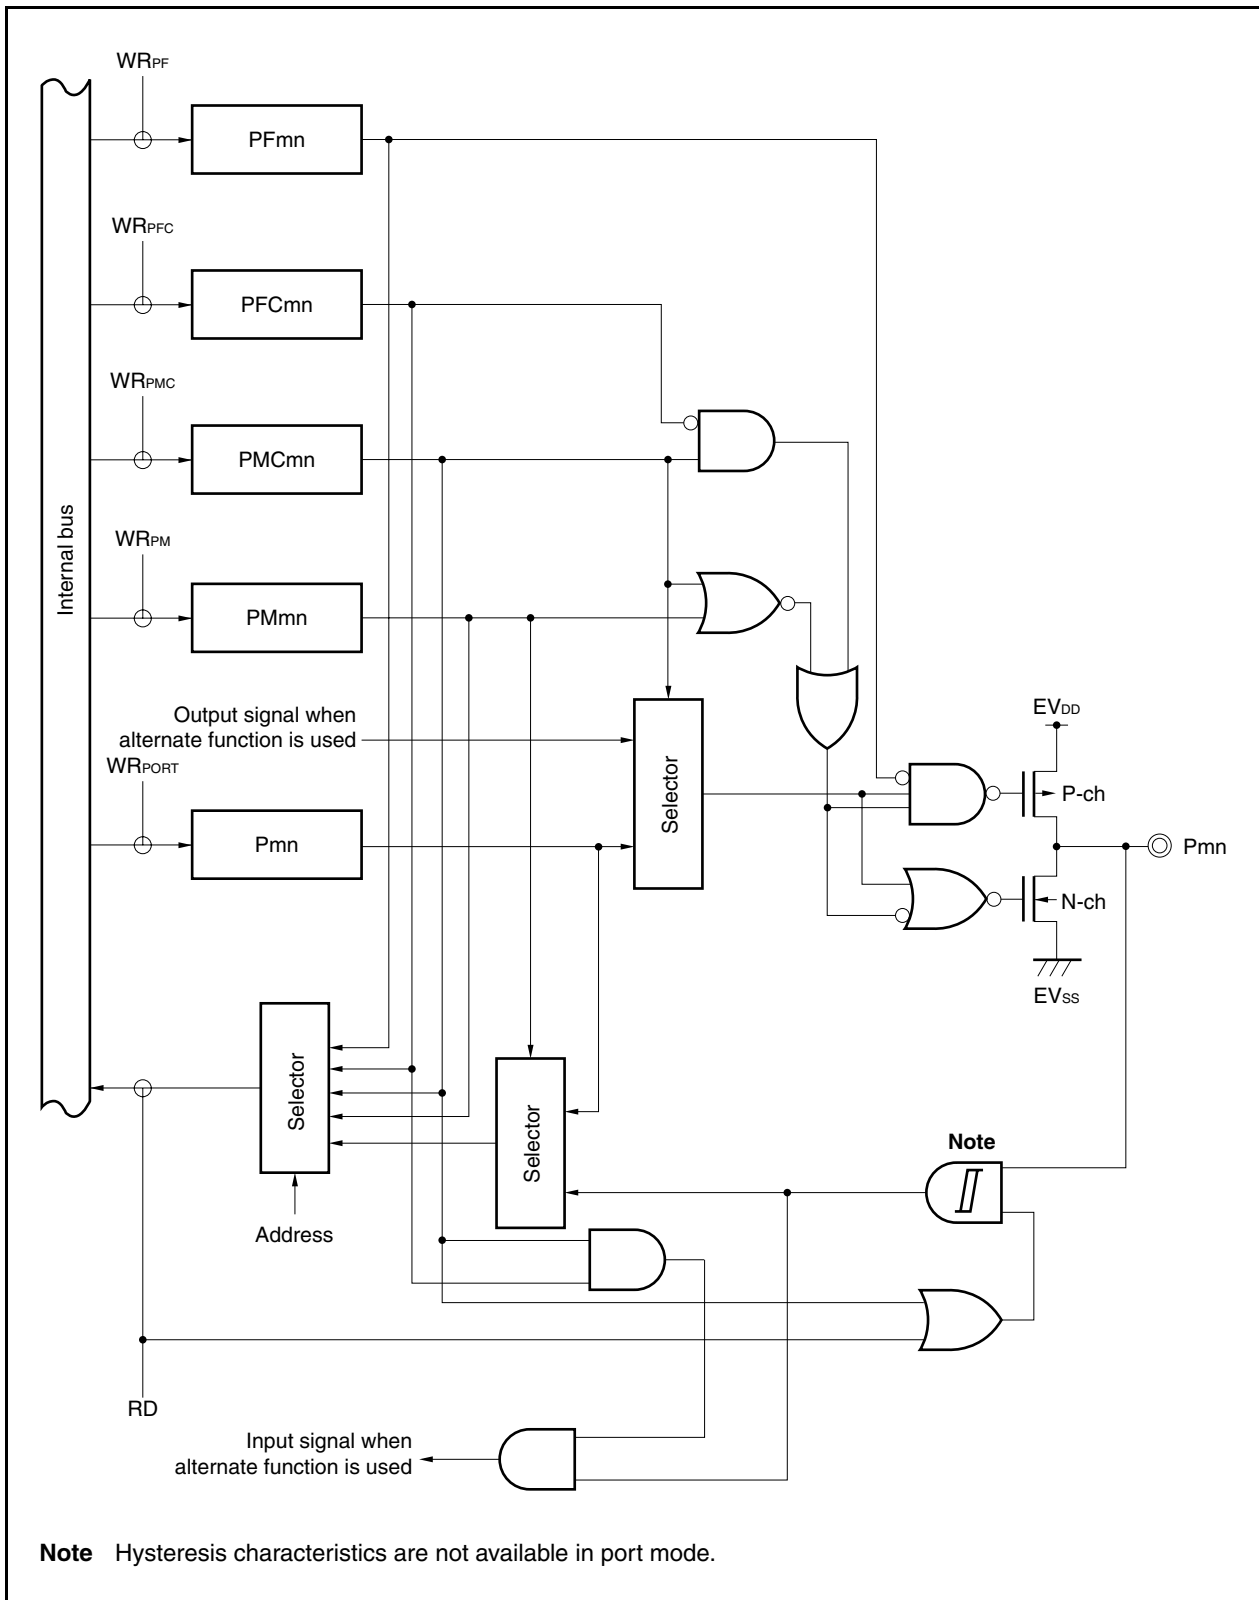 WRPF
PFmn
WRPFC
PFCmn
WRPMC
PMCmn
WRPM
Internal bus
PMmn
Output signal when
alternate function is used
WRPORT
Pmn
Selector
EVDD
P-ch
Pmn
N-ch
EVSS
Selector
Selector
Address
Note
RD
Input signal when
alternate function is used
Note Hysteresis characteristics are not available in port mode.